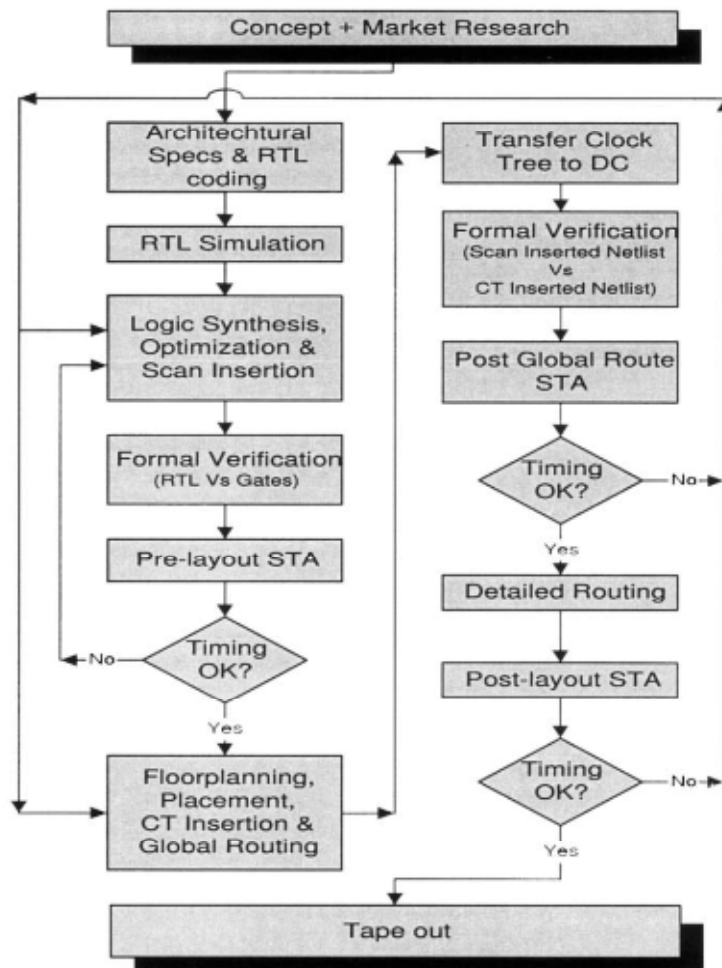 Concept + Market Research
Architechtural
Specs & RTL
coding
RTL Simulation
Logic Synthesis,
Optimization &
Scan Insertion
Formal Verification
(RTL Vs Gates)
Pre-layout STA
Timing
OK?
No
Yes
Floorplanning,
Placement,
CT Insertion &
Global Routing
Transfer Clock
Tree to DC
Formal Verification
(Scan Inserted Netlist
Vs
CT Inserted Netlist)
Post Global Route
STA
Timing
OK?
No
Yes
Detailed Routing
Post-layout STA
Timing
OK?
No
Yes
Tape out